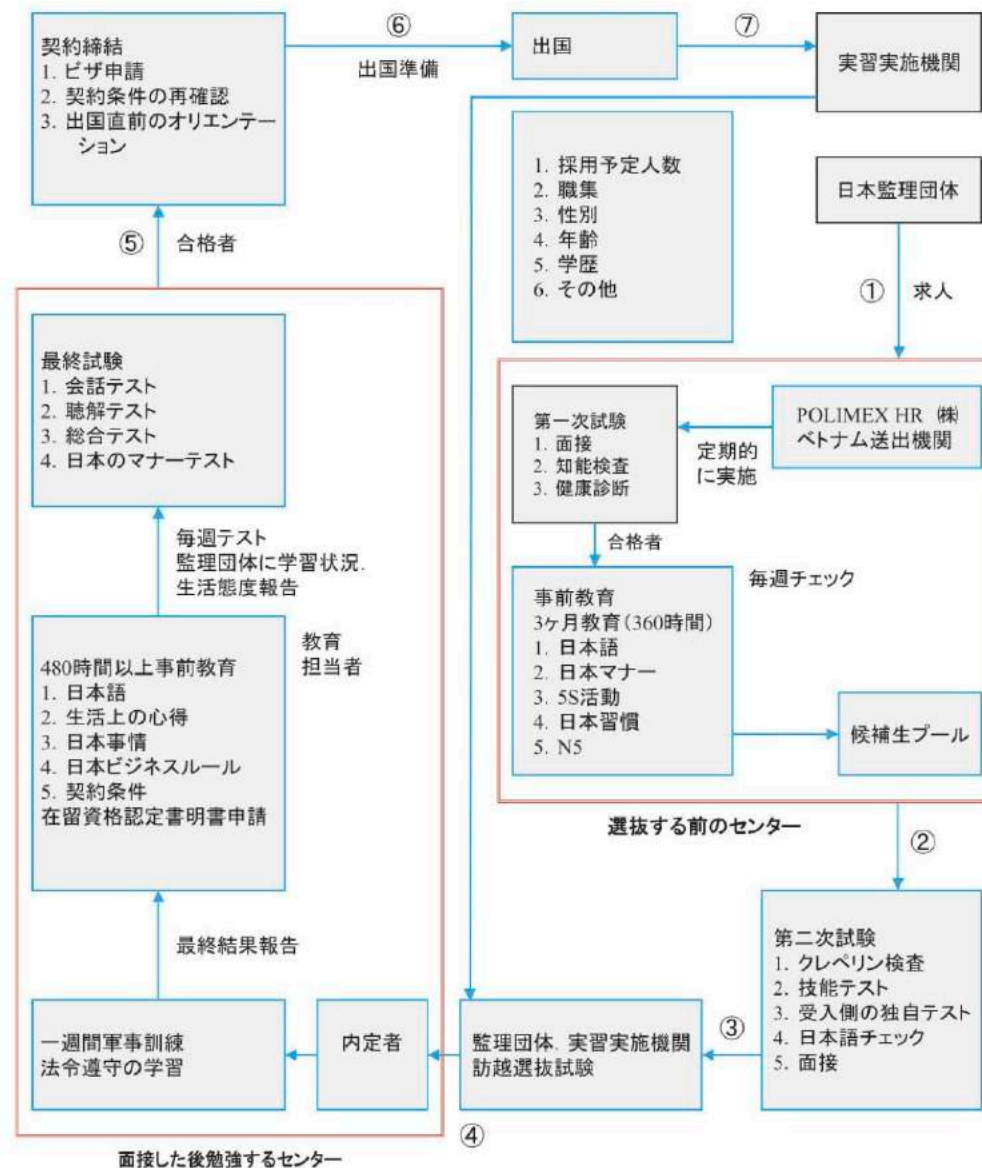 契約締結
1. ビザ申請
2. 契約条件の再確認
3. 出国直前のオリエンテー
ション
⑥
出国準備
出国
⑦
実習実施機関
1. 採用予定人数
2. 職集
3. 性別
4. 年齢
5. 学歴
6. その他
日本監理団体
①
求人
⑤
合格者
最終試験
1. 会話テスト
2. 聴解テスト
3. 総合テスト
4. 日本のマナーテスト
毎週テスト
監理団体に学習状況.
生活態度報告
教育
担当者
480時間以上事前教育
1. 日本語
2. 生活上の心得
3. 日本事情
4. 日本ビジネスルール
5. 契約条件
在留資格認定書明書申請
最終結果報告
一週間軍事訓練
法令遵守の学習
内定者
面接した後勉強するセンター
POLIMEX HR ㈱
ベトナム送出機関
定期的
に実施
第一次試験
1. 面接
2. 知能検査
3. 健康診断
合格者
毎週チェック
事前教育
3ヶ月教育(360時間)
1. 日本語
2. 日本マナー
3. 5S活動
4. 日本習慣
5. N5
候補生プール
選抜する前のセンター
②
第二次試験
1. クレペリン検査
2. 技能テスト
3. 受入側の独自テスト
4. 日本語チェック
5. 面接
③
監理団体. 実習実施機関
訪越選抜試験
④